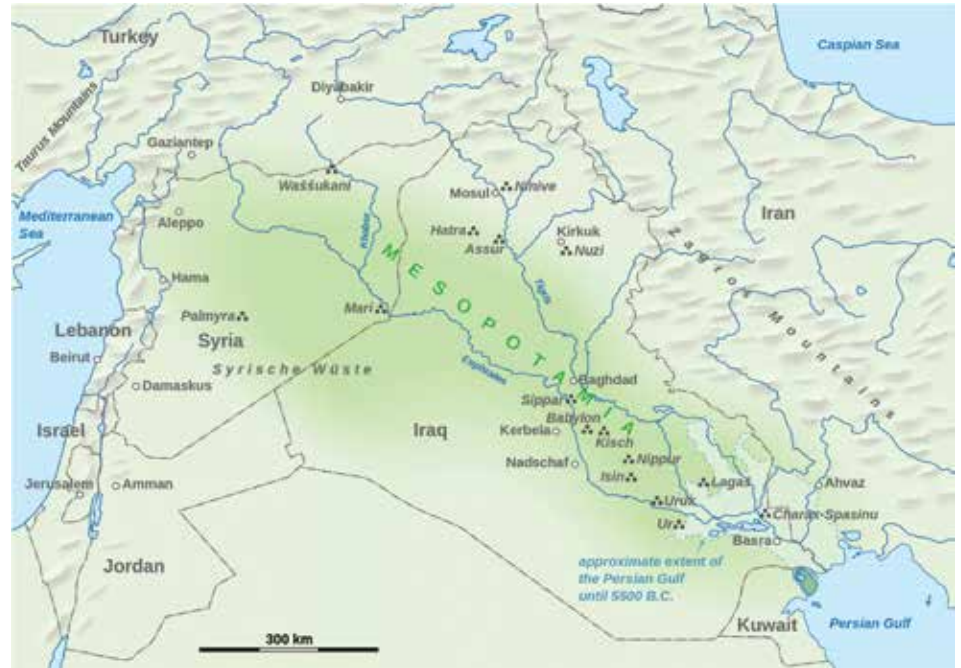 Turkey
Caspian Sea
Taurus Mountains
Diyabakir
Gaziantep
Waššukani
Mosul
Ninive
Mediterranean
Sea
Aleppo
Khabur
Hatra
Assur
Kirkuk
Nuzi
Iran
Zagros Mountains
Hama
Tigris
MESOPOTAMIA
Mari
Palmyra
Syria
Lebanon
Beirut
Syrische Wüste
Euphrates
Baghdad
Damaskus
Sippar
Babylon
Israel
Iraq
Kerbela
Kisch
Nadschaf
Nippur
Isin
Lagas
Ahvaz
Jerusalem
Amman
Uruk
Charax-Spasinu
Ur
Basra
Jordan
approximate extent of
the Persian Gulf
until 5500 B.C.
Kuwait
Persian Gulf
300 km